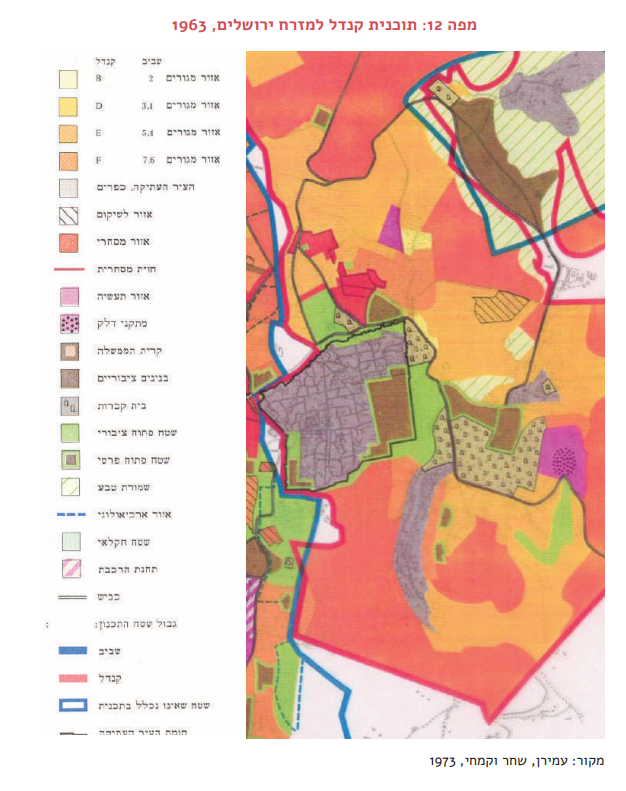 מפה 12: תוכנית קנדל למזרח ירושלים, 1963
שביב קנדל
אזור מגורים 2 B
אזור מגורים 3,1 D
אזור מגורים 5,4 E
אזור מגורים 7,6 F
העיר העתיקה, כפרים
אזור לשיקום
אזור מסחרי
חזית מסחרית
אזור תעשיה
מתקני דלק
קרית הממשלה
בנינים ציבוריים
בית קברות
שטח פתוח ציבורי
שטח פתוח פרטי
שמורת טבע
אזור ארכיאולוגי
שטח חקלאי
תחנת הרכבת
כביש
גבול שטח התכנון:
שביב
קנדל
שטח שאינו נכלל בתכנית
חומת העיר העתיקה
מקור: עמירן, שחר וקמחי, 1973